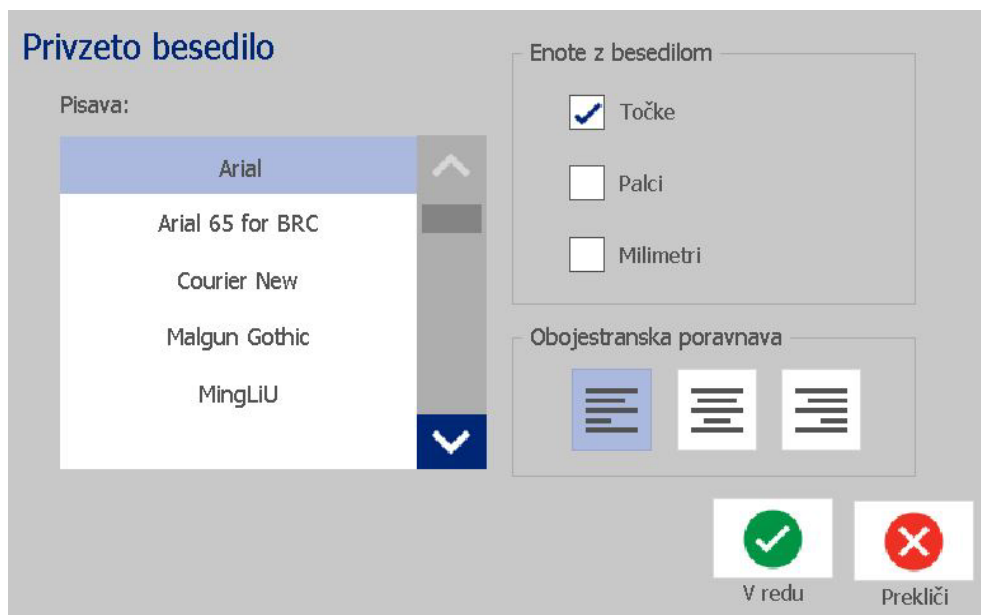 Privzeto besedilo
Pisava:
Arial
Arial 65 for BRC
Courier New
Malgun Gothic
MingLiU
Enote z besedilom
Točke
Palci
Milimetri
Obojestranska poravnava
V redu
Prekliči